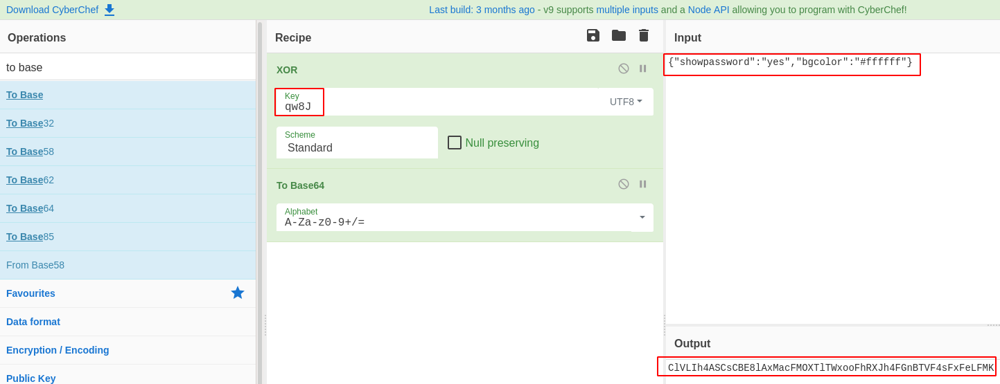 Download CyberChef
Last build: 3 months ago - v9 supports multiple inputs and a Node API allowing you to program with CyberChef!
Operations
to base
To Base
To Base32
To Base58
To Base62
To Base64
To Base85
From Base58
Favourites
Data format
Encryption / Encoding
Public Key
Recipe
XOR
Key
qw8J
UTF8
Scheme
Standard
Null preserving
To Base64
Alphabet
A-Za-z0-9+/=
Input
{"showpassword":"yes","bgcolor":"#ffffff"}
Output
ClVLIh4ASCsCBE8lAxMacFMOXTlTWxooFhRXJh4FGnBTVF4sFxFeLFMK